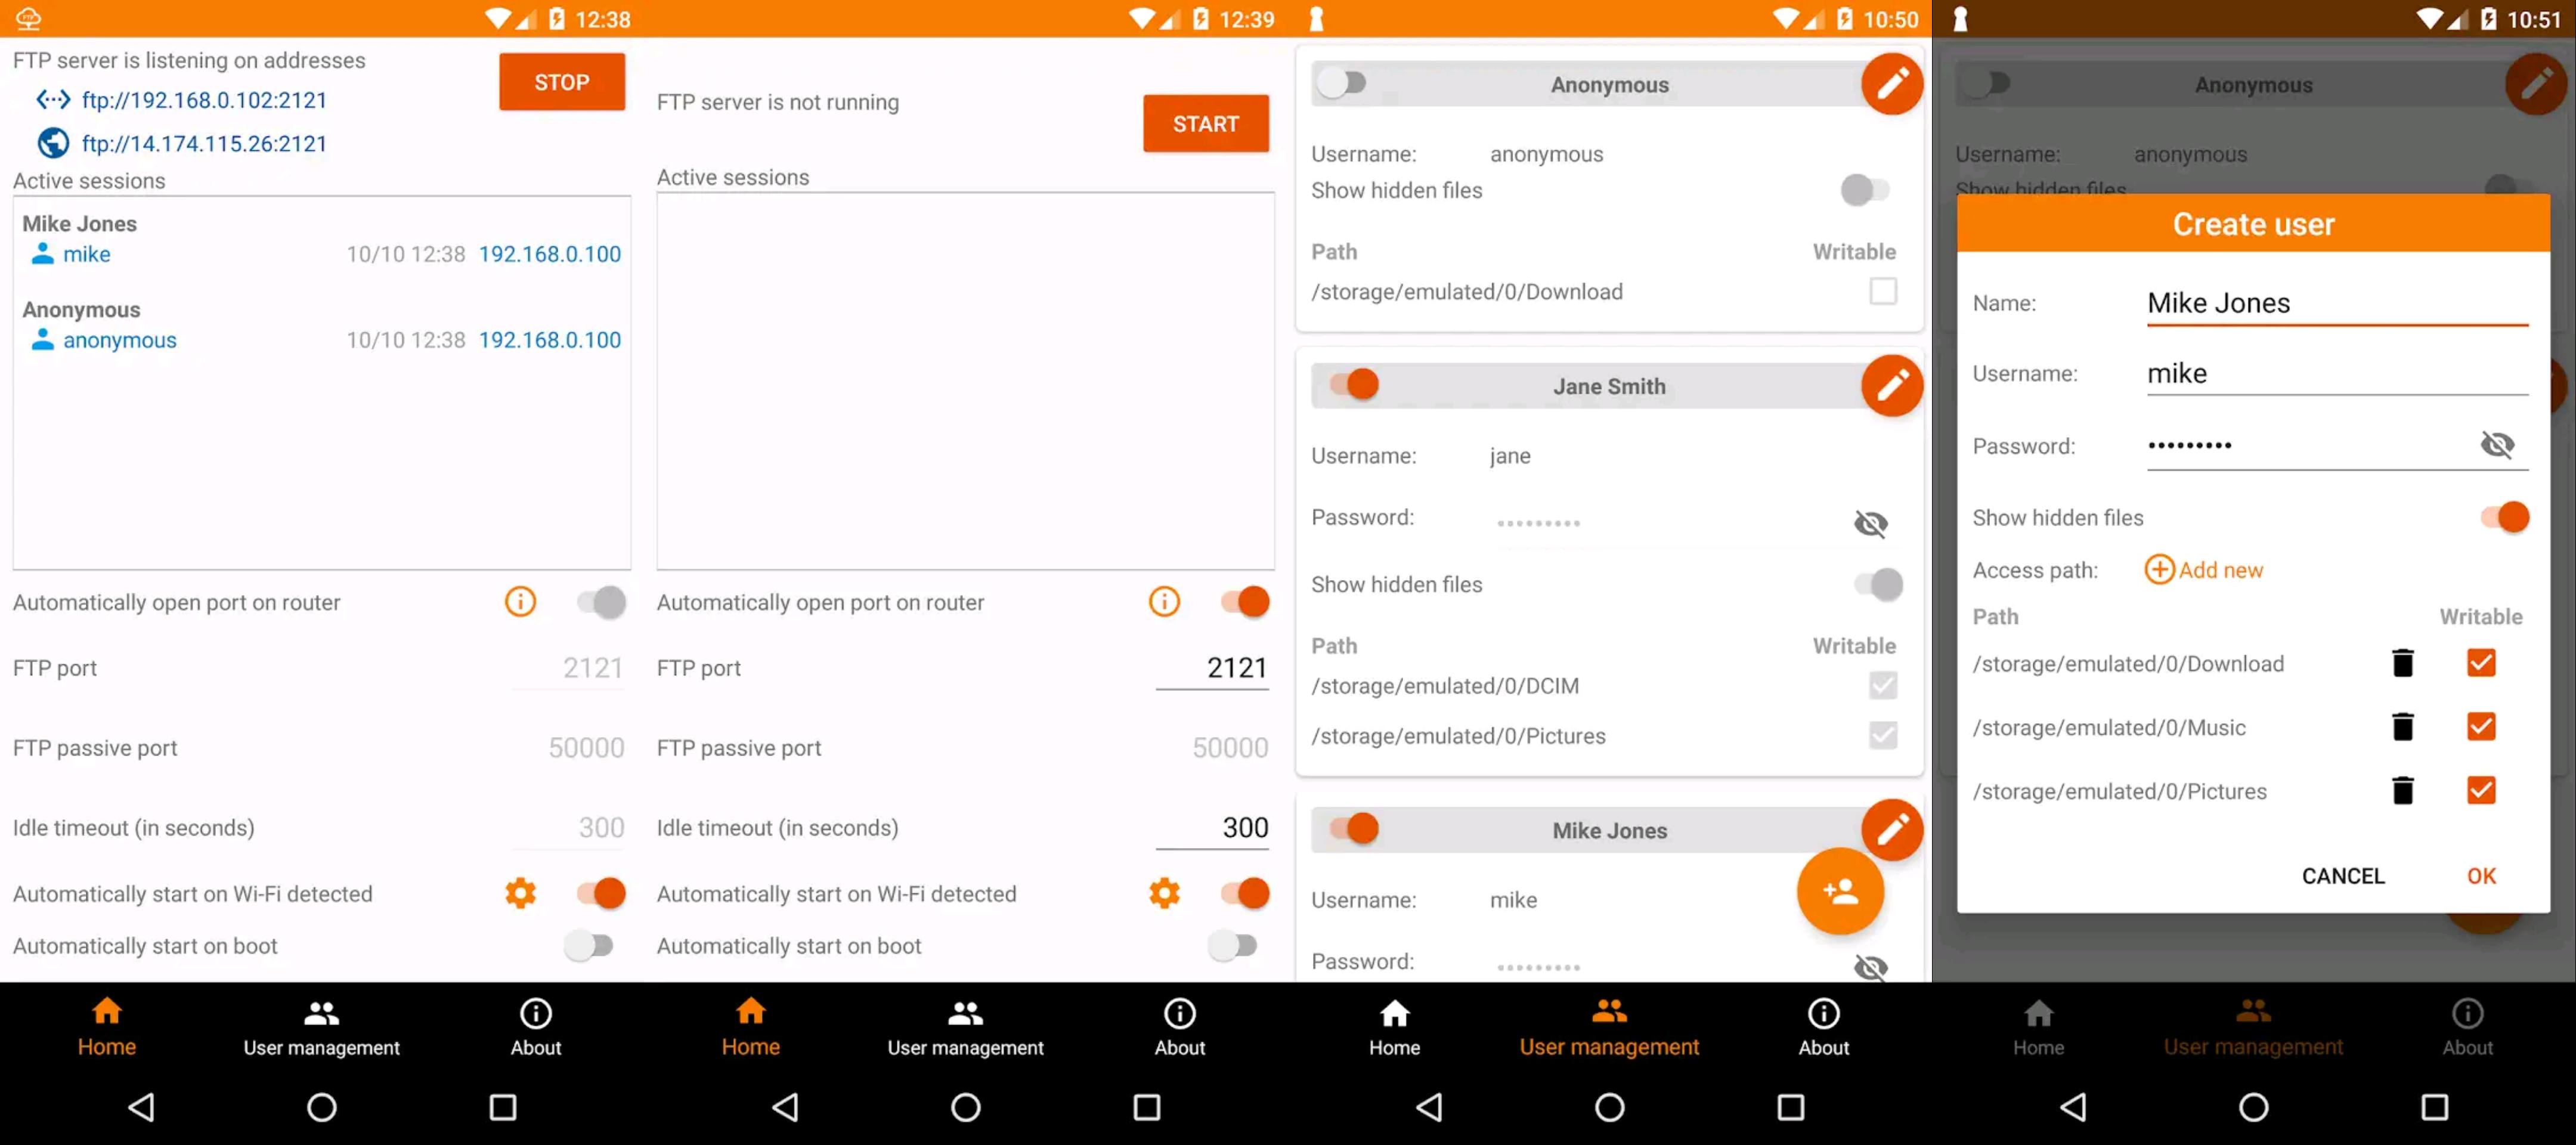 12:38
FTP server is listening on addresses
STOP
ftp://192.168.0.102:2121
ftp://14.174.115.26:2121
Active sessions
Mike Jones
mike 10/10 12:38 192.168.0.100
Anonymous
anonymous 10/10 12:38 192.168.0.100
Automatically open port on router
FTP port 2121
FTP passive port 50000
Idle timeout (in seconds) 300
Automatically start on Wi-Fi detected
Automatically start on boot
Home User management About
12:39
FTP server is not running
START
Active sessions
Automatically open port on router
FTP port 2121
FTP passive port 50000
Idle timeout (in seconds) 300
Automatically start on Wi-Fi detected
Automatically start on boot
Home User management About
10:50
Anonymous
Username: anonymous
Show hidden files
Path Writable
/storage/emulated/0/Download
Jane Smith
Username: jane
Password: •••••••••
Show hidden files
Path Writable
/storage/emulated/0/DCIM
/storage/emulated/0/Pictures
Mike Jones
Username: mike
Password: •••••••••
Home User management About
10:51
Anonymous
Username: anonymous
Show hidden files
Create user
Name: Mike Jones
Username: mike
Password: •••••••••
Show hidden files
Access path: Add new
Path Writable
/storage/emulated/0/Download
/storage/emulated/0/Music
/storage/emulated/0/Pictures
CANCEL OK
Home User management About